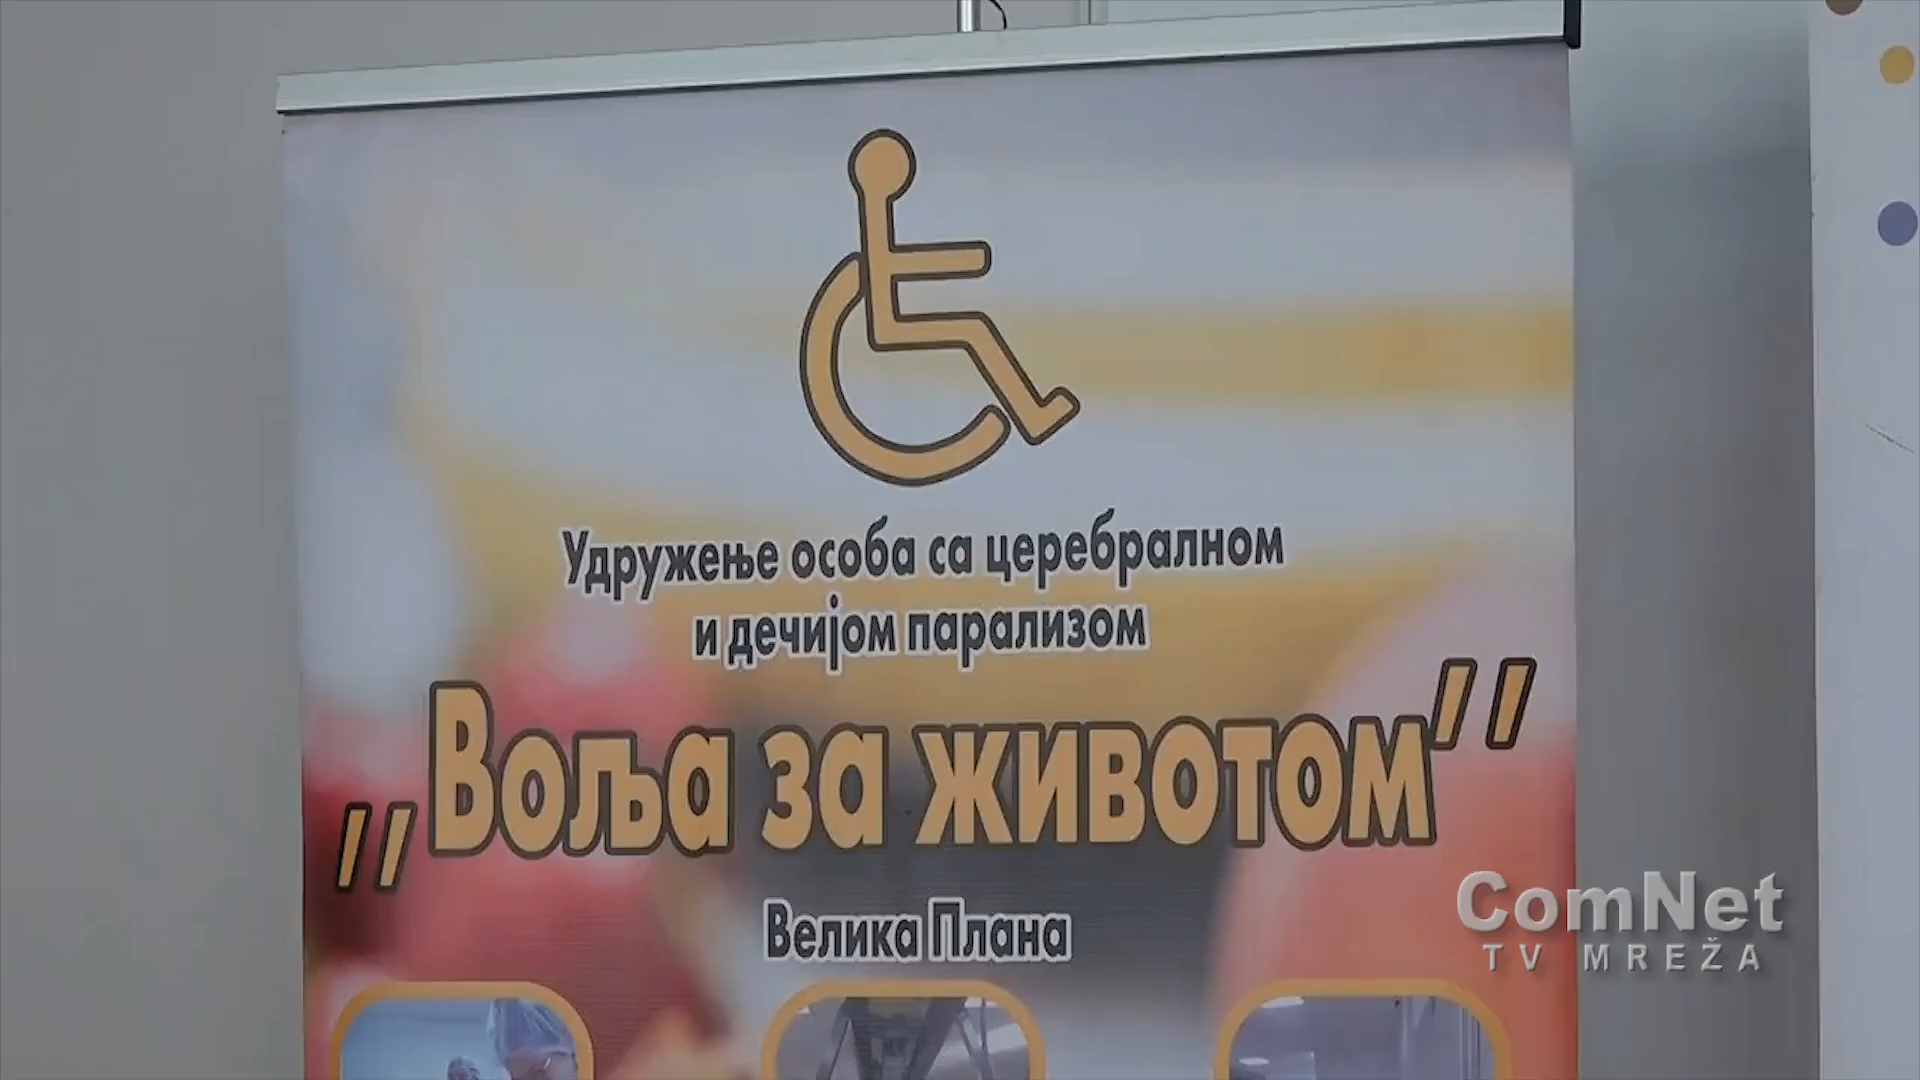 Удружење особа са церебралном
и дечијом парализом
,,Воља за животом''
Велика Плана
ComNet
TV MREŽA